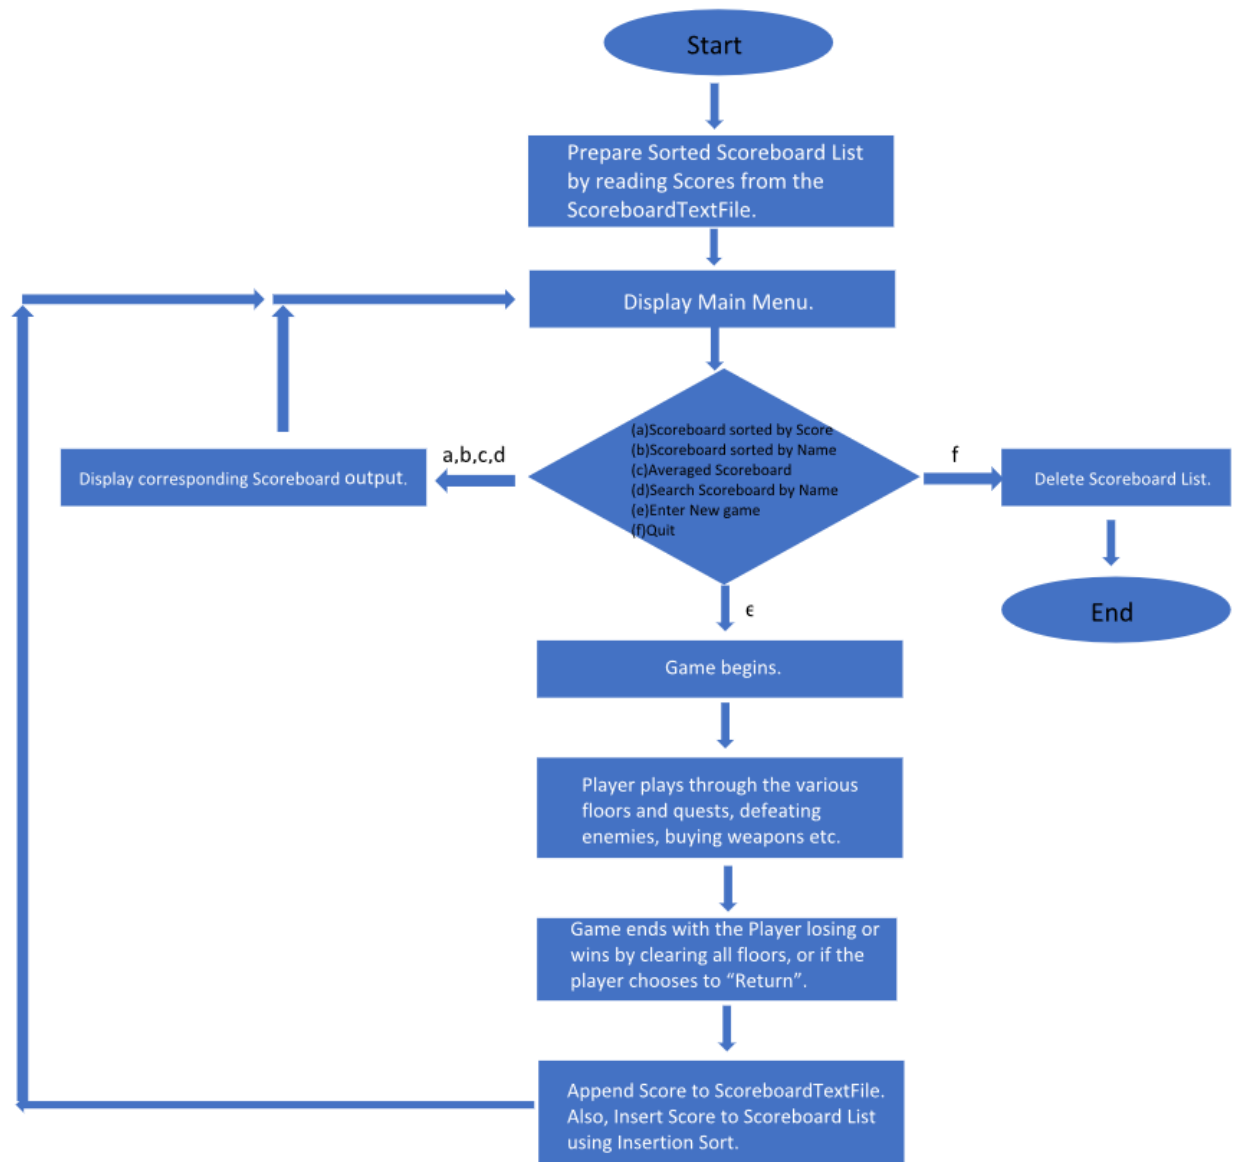 Start
Prepare Sorted Scoreboard List
by reading Scores from the
ScoreboardTextFile.
Display Main Menu.
(a)Scoreboard sorted by Score
(b)Scoreboard sorted by Name
(c)Averaged Scoreboard
(d)Search Scoreboard by Name
(e)Enter New game
(f)Quit
a,b,c,d
Display corresponding Scoreboard output.
f
Delete Scoreboard List.
End
ϵ
Game begins.
Player plays through the various
floors and quests, defeating
enemies, buying weapons etc.
Game ends with the Player losing or
wins by clearing all floors, or if the
player chooses to “Return”.
Append Score to ScoreboardTextFile.
Also, Insert Score to Scoreboard List
using Insertion Sort.